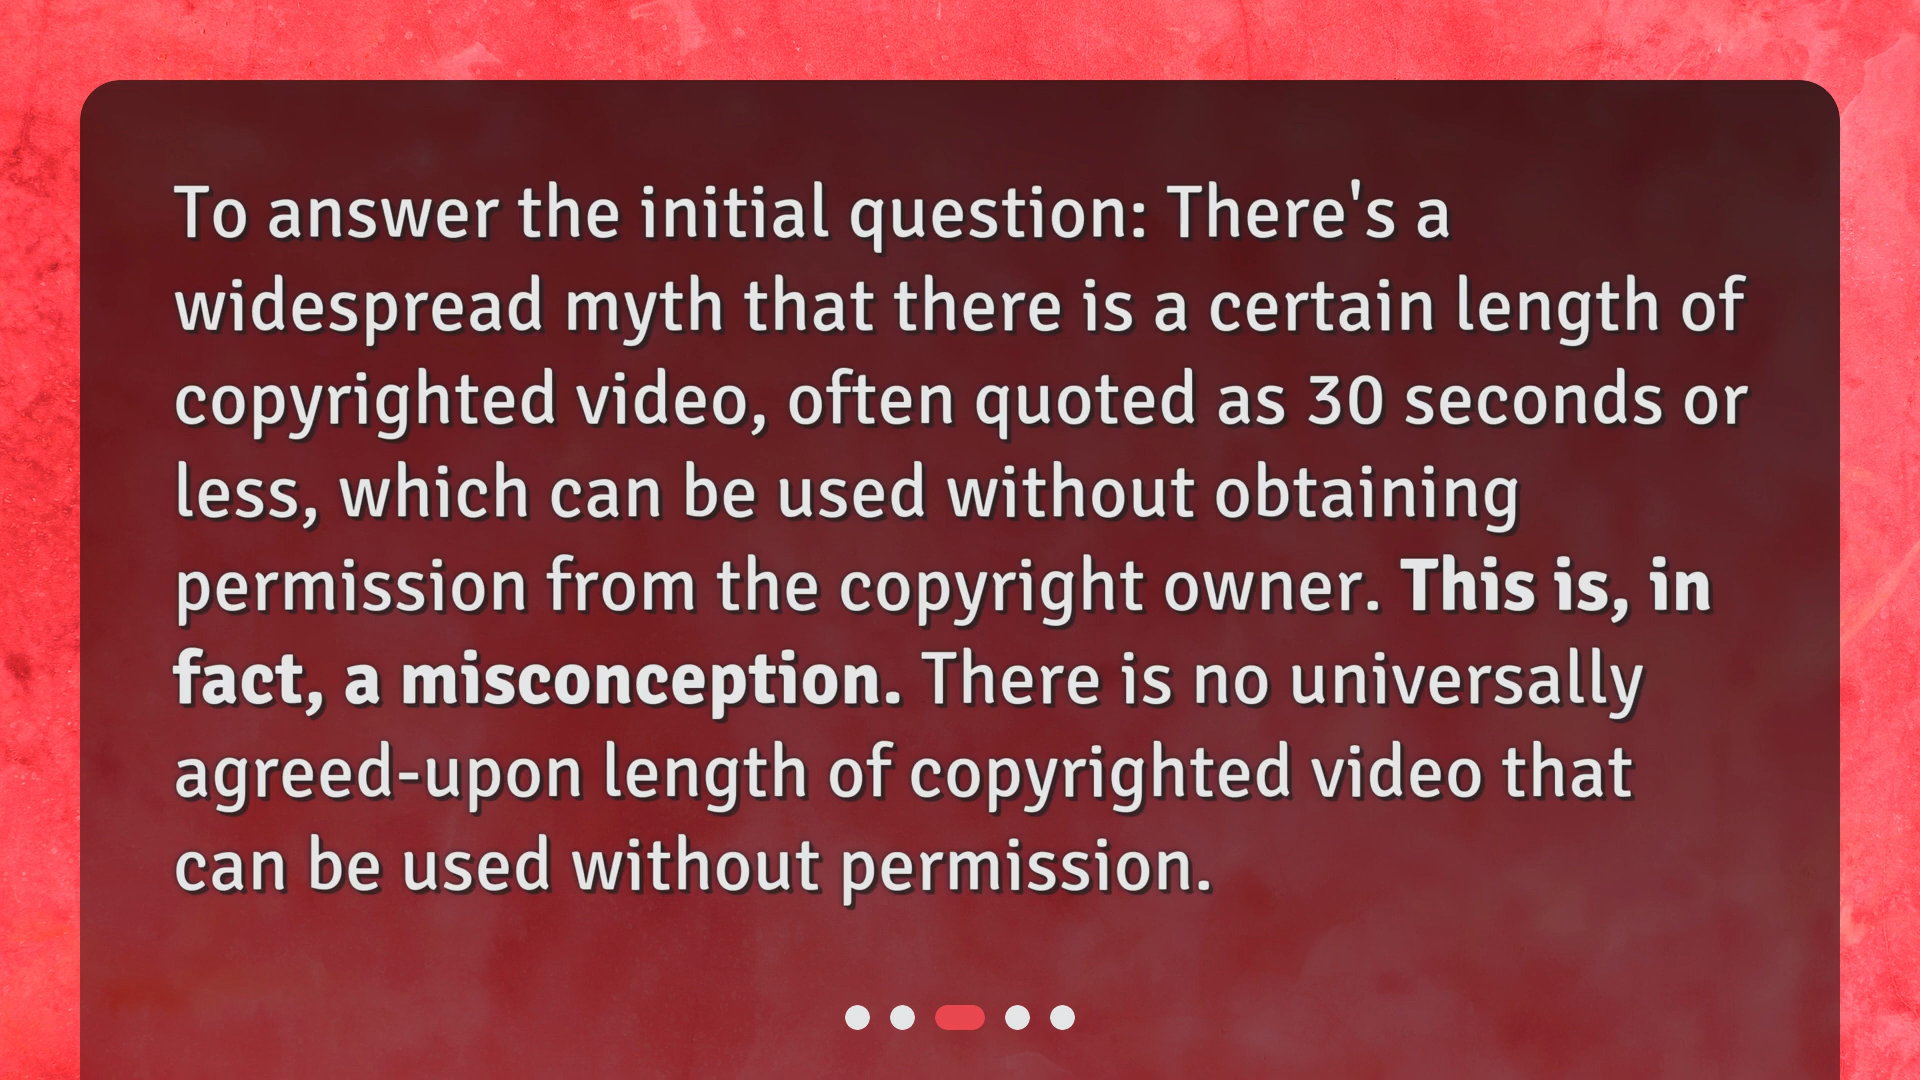 To answer the initial question: There's a
widespread myth that there is a certain length of
copyrighted video, often quoted as 30 seconds or
less, which can be used without obtaining
permission from the copyright owner. This is, in
fact, a misconception. There is no universally
agreed-upon length of copyrighted video that
can be used without permission.